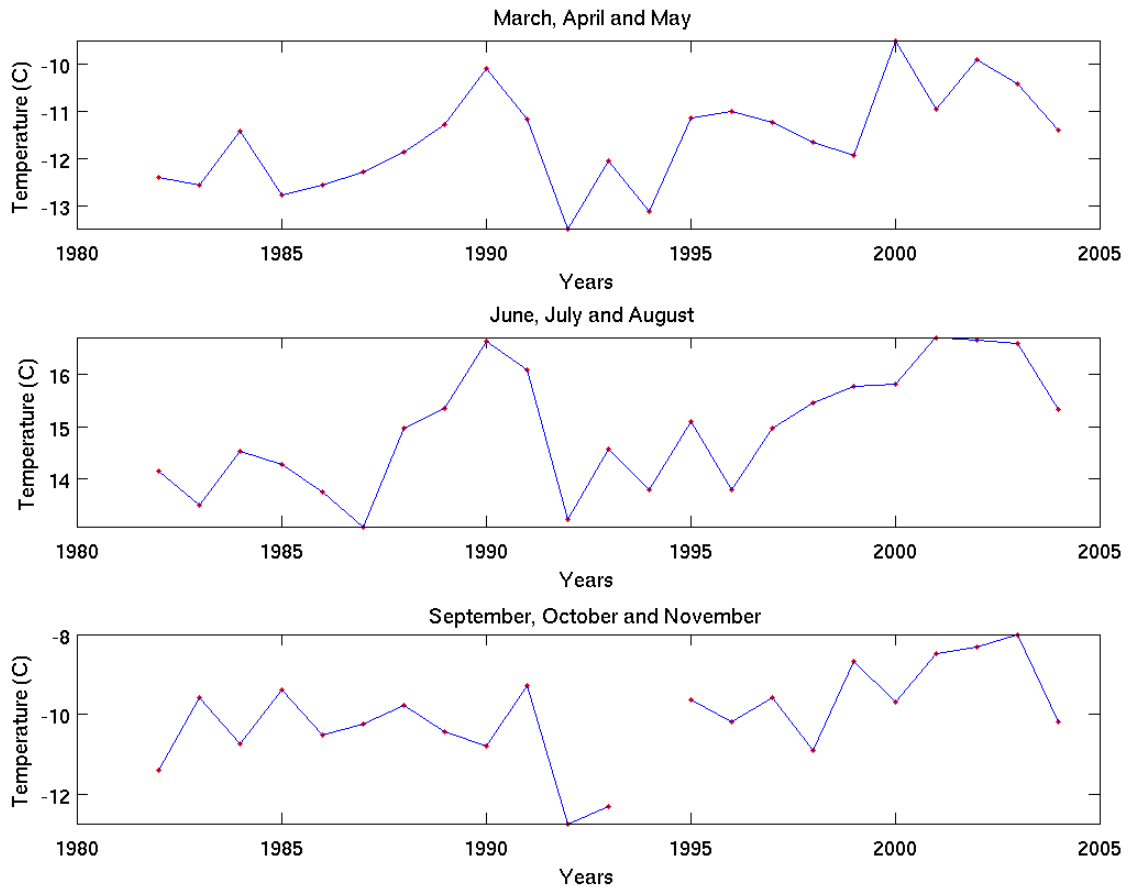 March, April and May
Temperature (C)
-10
-11
-12
-13
1980 1985 1990 1995 2000 2005
Years
June, July and August
Temperature (C)
16
15
14
1980 1985 1990 1995 2000 2005
Years
September, October and November
Temperature (C)
-8
-10
-12
1980 1985 1990 1995 2000 2005
Years